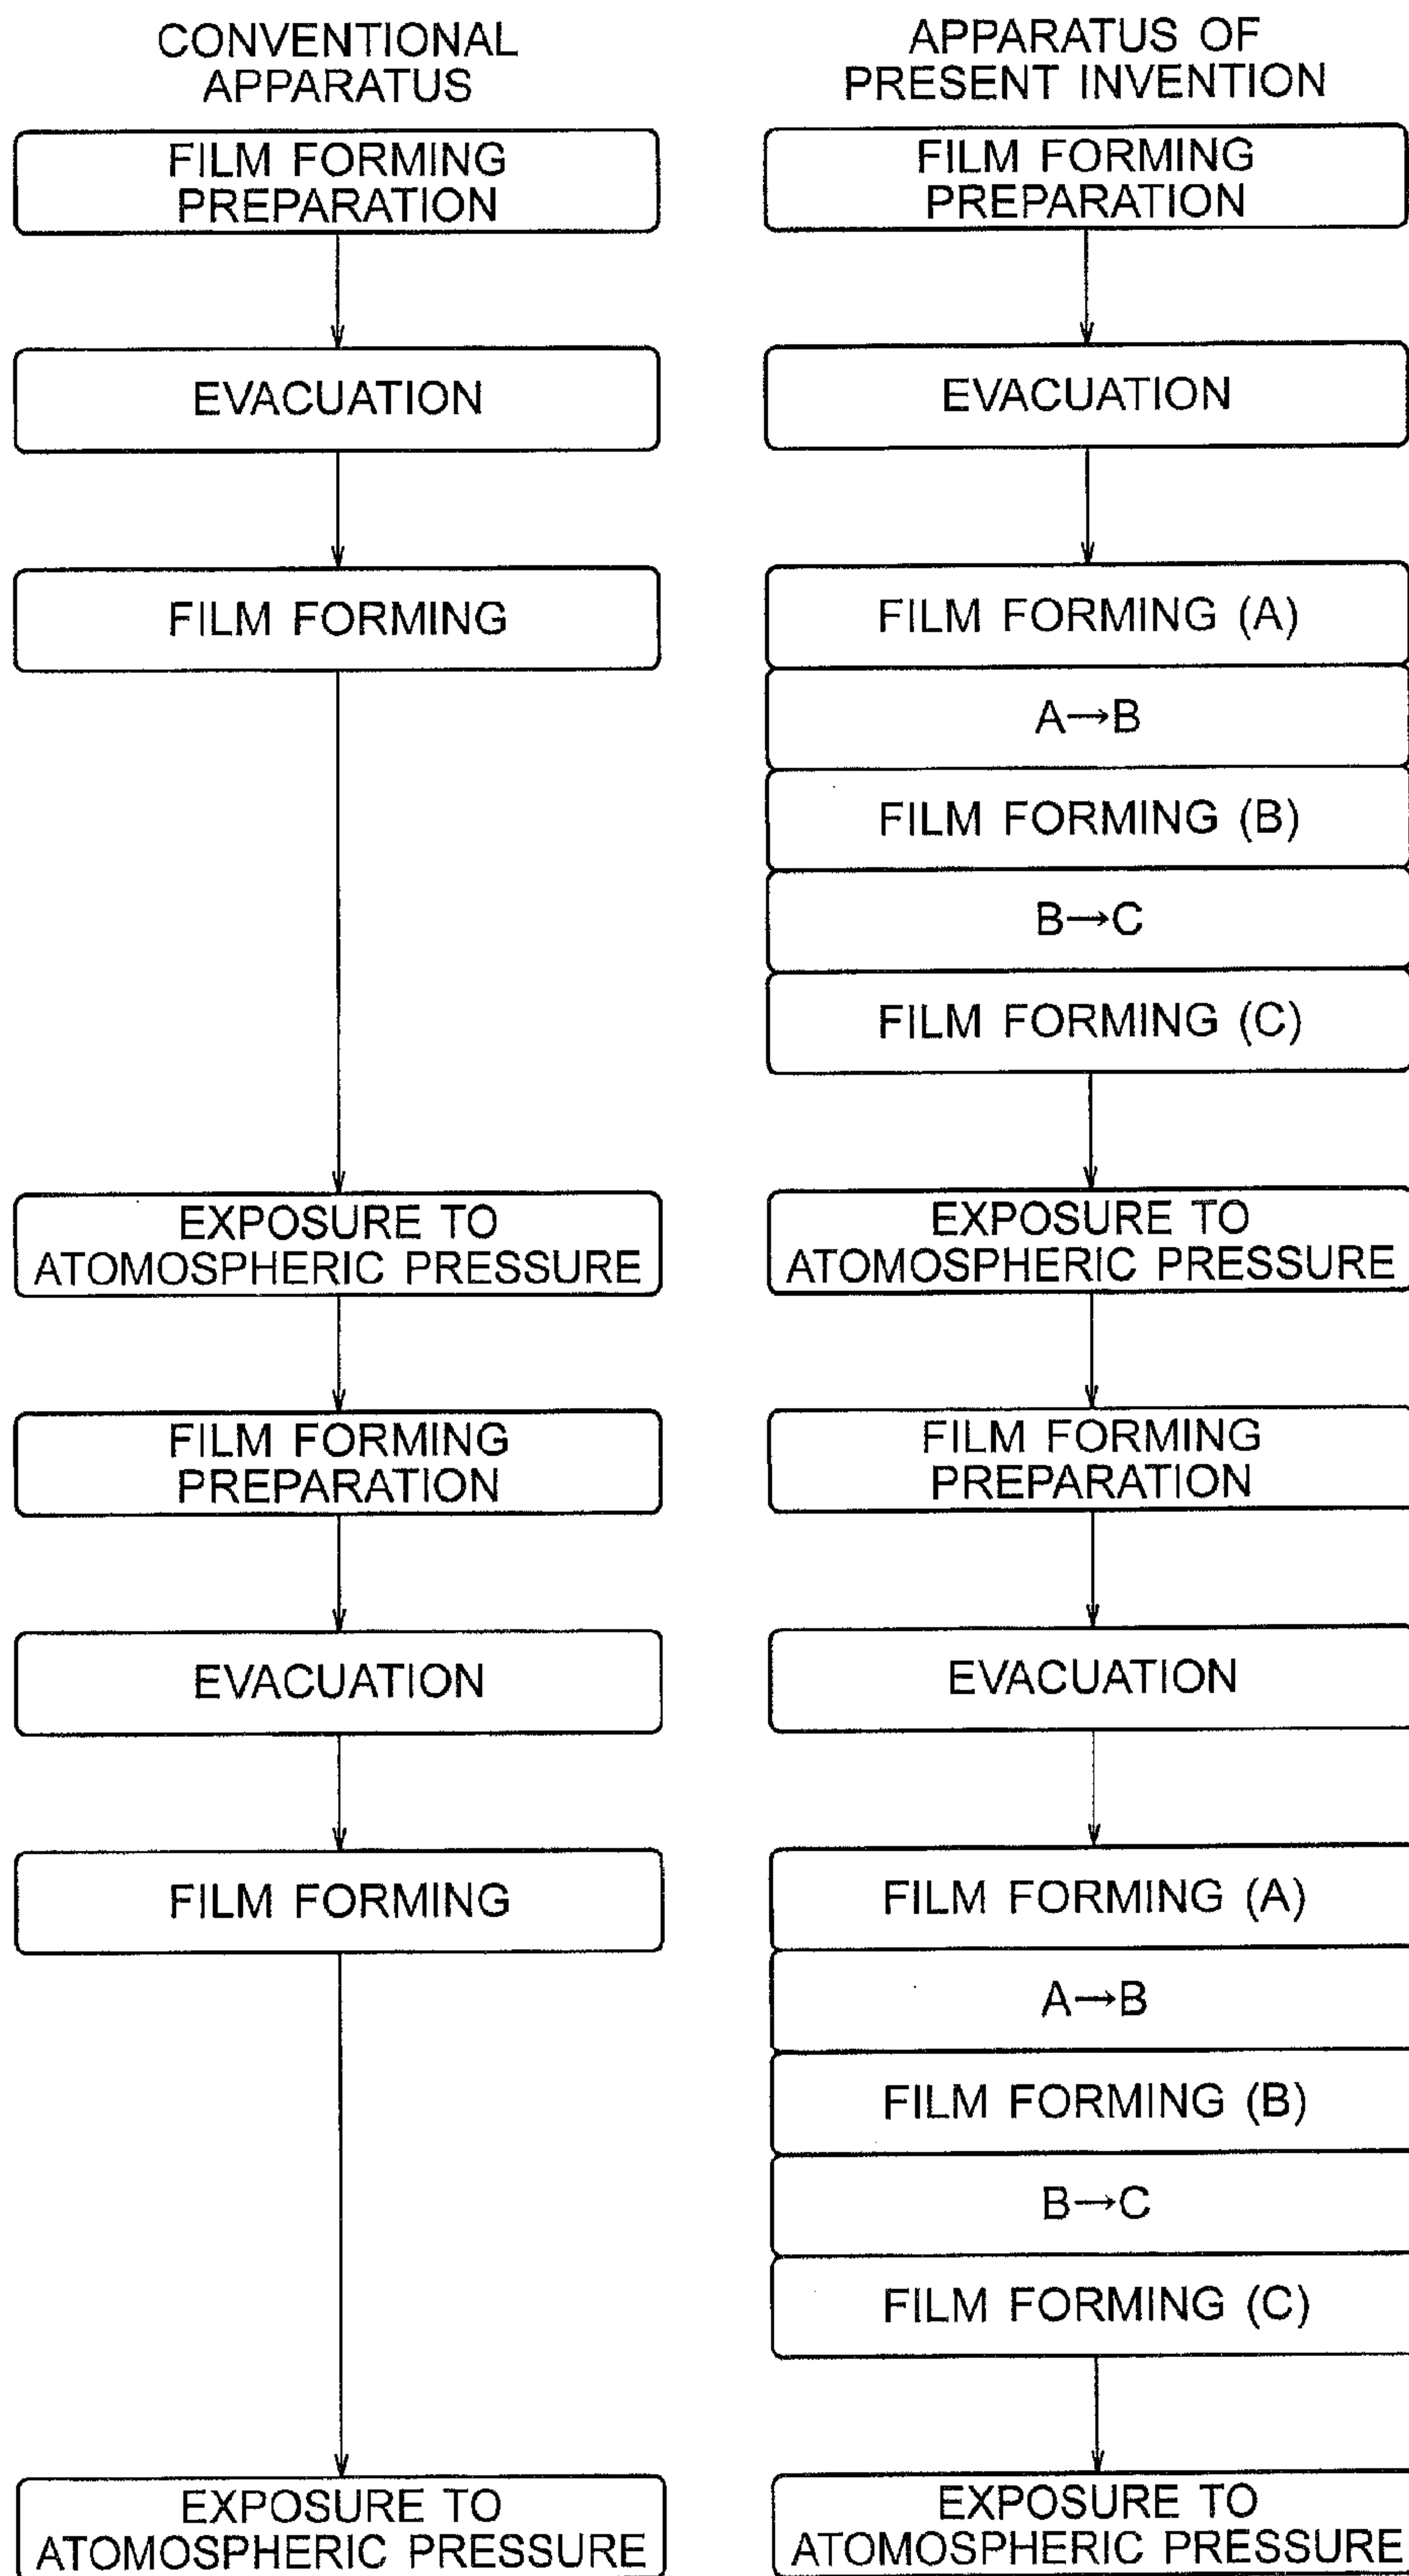 CONVENTIONAL
APPARATUS
FILM FORMING
PREPARATION
EVACUATION
FILM FORMING
EXPOSURE TO
ATOMOSPHERIC PRESSURE
FILM FORMING
PREPARATION
EVACUATION
FILM FORMING
EXPOSURE TO
ATOMOSPHERIC PRESSURE
APPARATUS OF
PRESENT INVENTION
FILM FORMING
PREPARATION
EVACUATION
FILM FORMING (A)
A→B
FILM FORMING (B)
B→C
FILM FORMING (C)
EXPOSURE TO
ATOMOSPHERIC PRESSURE
FILM FORMING
PREPARATION
EVACUATION
FILM FORMING (A)
A→B
FILM FORMING (B)
B→C
FILM FORMING (C)
EXPOSURE TO
ATOMOSPHERIC PRESSURE